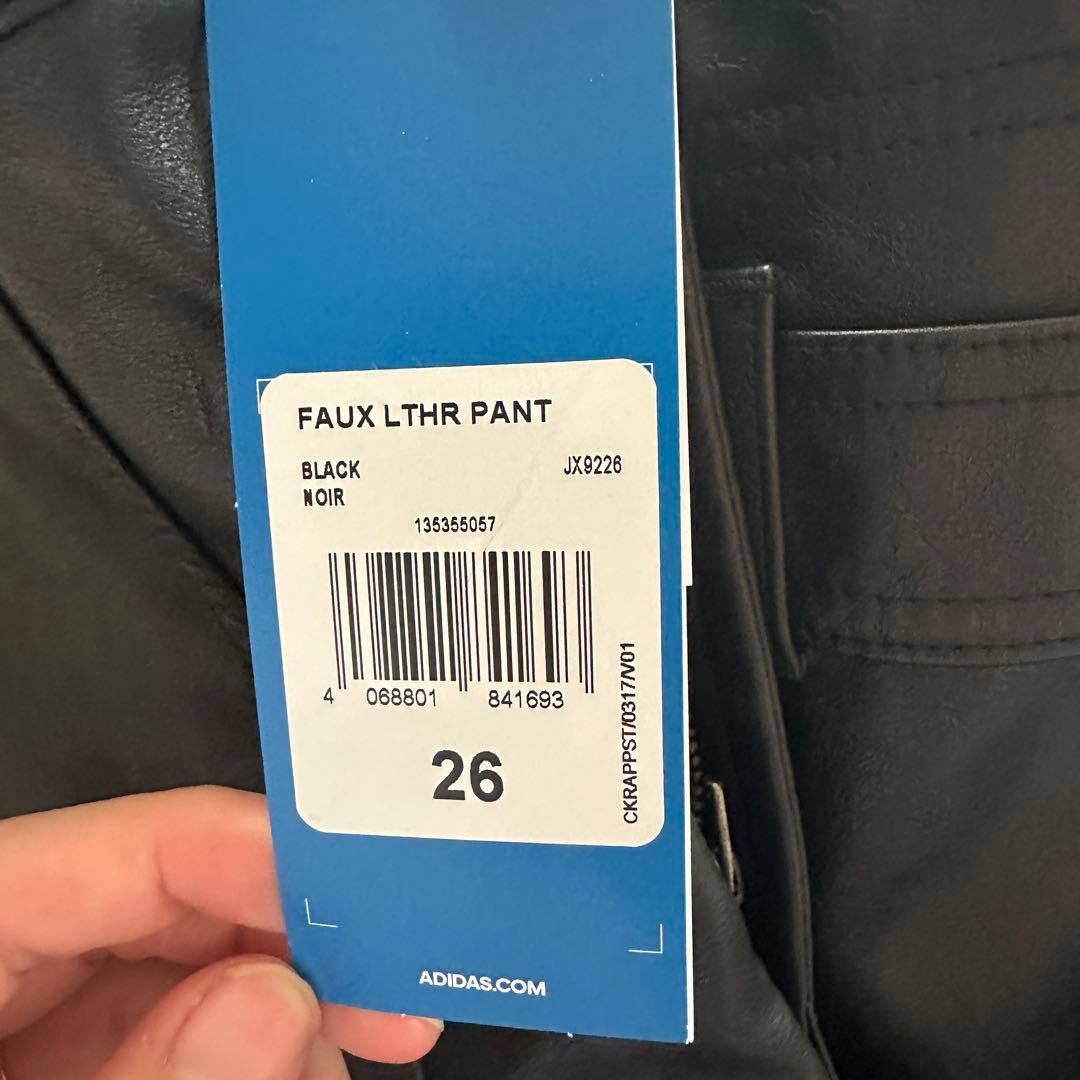 FAUX LTHR PANT
BLACK JX9226
NOIR
135355057
4 068801 841693
26
CKRAPPST/0317/V01
ADIDAS.COM